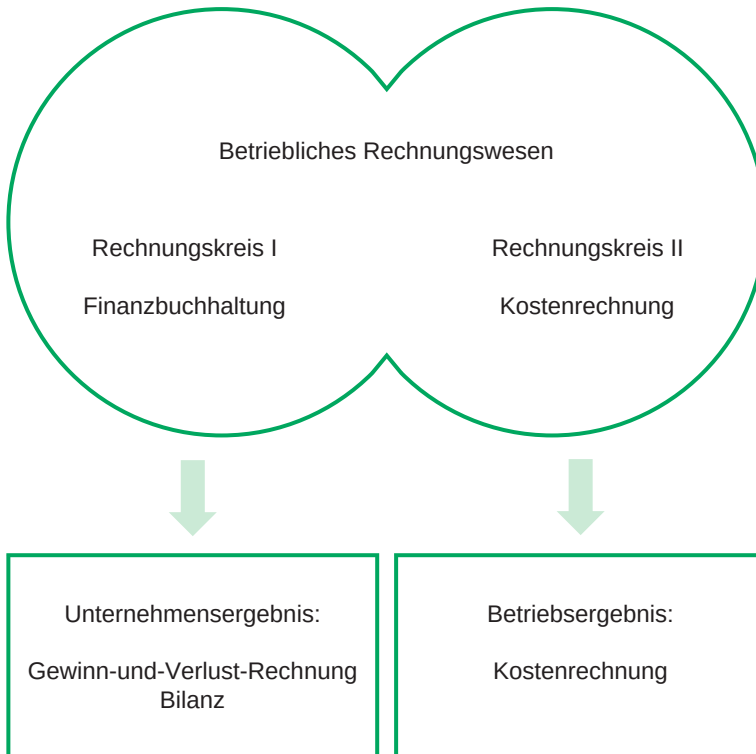 Betriebliches Rechnungswesen
Rechnungskreis I
Finanzbuchhaltung
Rechnungskreis II
Kostenrechnung
Unternehmensergebnis:
Gewinn-und-Verlust-Rechnung
Bilanz
Betriebsergebnis:
Kostenrechnung